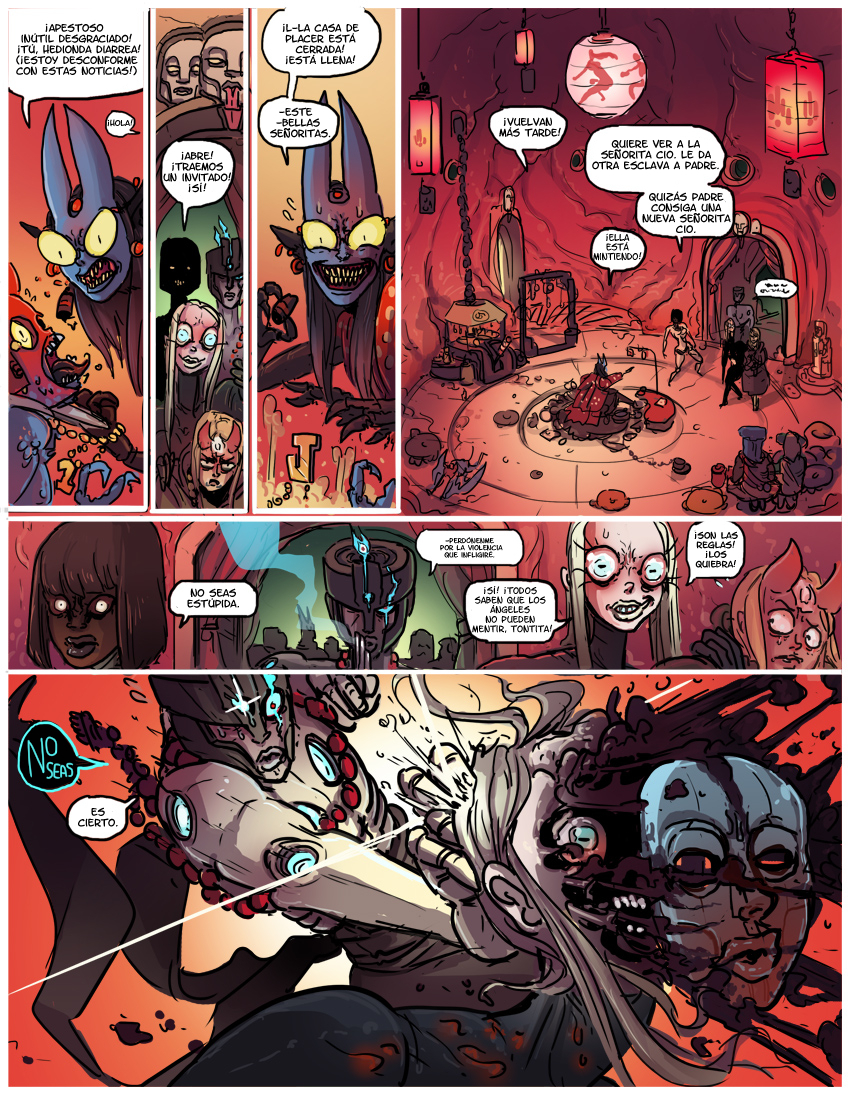 ¡APESTOSO
INÚTIL DESGRACIADO!
¡TÚ, HEDIONDA DIARREA!
(¡ESTOY DESCONFORME
CON ESTAS NOTICIAS!)
¡HOLA!
¡ABRE!
¡TRAEMOS
UN INVITADO!
¡SÍ!
¡L-LA CASA DE
PLACER ESTÁ
CERRADA!
¡ESTÁ LLENA!
-ESTE
-BELLAS
SEÑORITAS.
¡VUELVAN
MÁS TARDE!
QUIERE VER A LA
SEÑORITA CIO. LE DA
OTRA ESCLAVA A PADRE.
QUIZÁS PADRE
CONSIGA UNA
NUEVA SEÑORITA
CIO.
¡ELLA
ESTÁ
MINTIENDO!
NO SEAS
ESTÚPIDA.
-PERDÓNENME
POR LA VIOLENCIA
QUE INFLIGIRÉ.
¡SÍ! ¡TODOS
SABEN QUE LOS
ÁNGELES
NO PUEDEN
MENTIR, TONTITA!
¡SON LAS
REGLAS!
¡LOS
QUIEBRA!
NO
SEAS
ES
CIERTO.